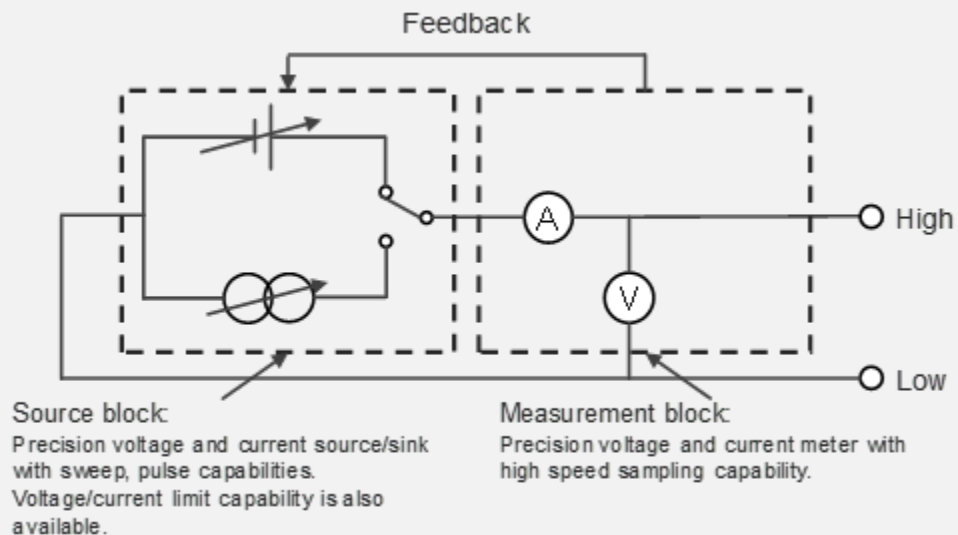 Feedback
A
High
V
Low
Source block:
Precision voltage and current source/sink
with sweep, pulse capabilities.
Voltage/current limit capability is also
available.
Measurement block:
Precision voltage and current meter with
high speed sampling capability.